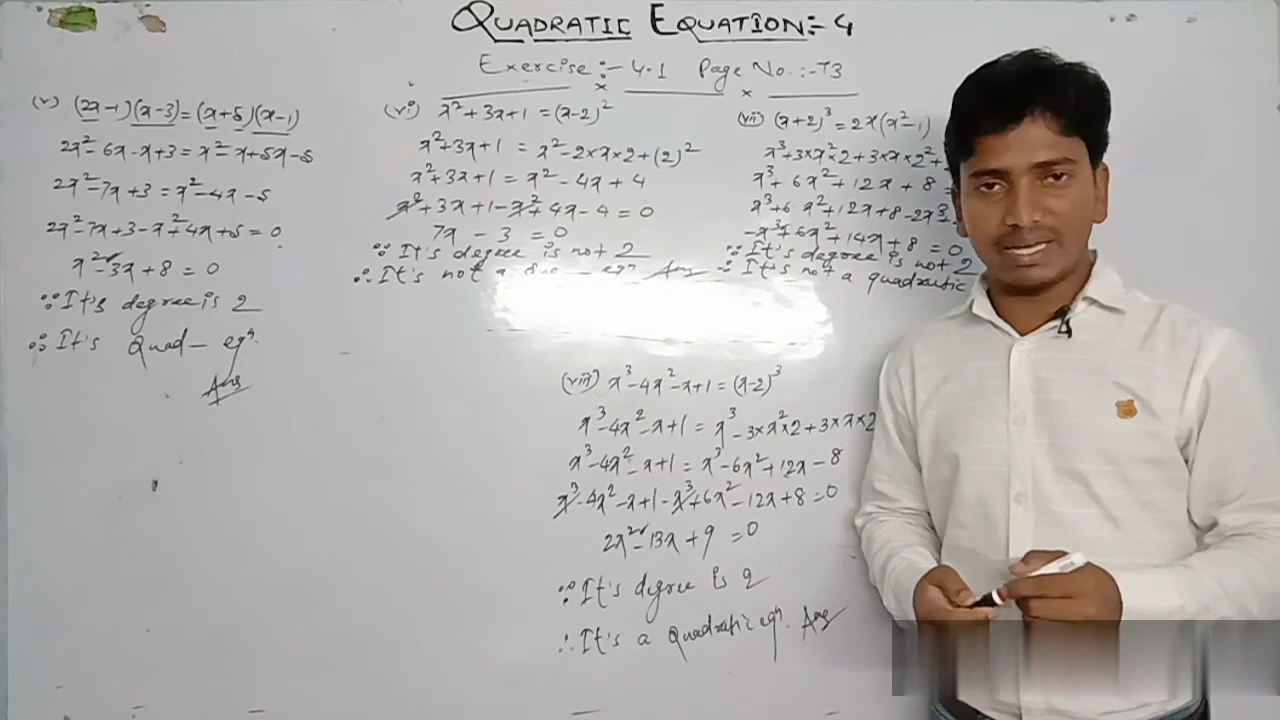 QUADRATIC EQUATION:- 4
Exercise :- 4.1 Page No. :- 73
(v) (2x-1)(x-3)=(x+5)(x-1)
2x²-6x-x+3=x²-x+5x-5
2x²-7x+3=x²-4x-5
2x²-7x+3-x²+4x+5=0
x²-3x+8=0
∵ It's degree is 2
∴ It's Quad- eqⁿ.
Ans
(vi) x²+3x+1=(x-2)²
x²+3x+1=x²-2×x×2+(2)²
x²+3x+1=x²-4x+4
x²+3x+1-x²+4x-4=0
7x-3=0
∵ It's degree is not 2
∴ It's not a - eqⁿ Ans
(vii) (x+2)³=2x(x²-1)
x³+3×x²×2+3×x×2²+
x³+6x²+12x+8=
x³+6x²+12x+8-2x³
-x³+6x²+14x+8=0
∵ It's degree is not 2
∴ It's not a quadratic
(viii) x³-4x²-x+1=(x-2)³
x³-4x²-x+1=x³-3×x²×2+3×x×2
x³-4x²-x+1=x³-6x²+12x-8
x³-4x²-x+1-x³+6x²-12x+8=0
2x²-13x+9=0
∵ It's degree is 2
∴ It's a Quadratic eqⁿ. Ans